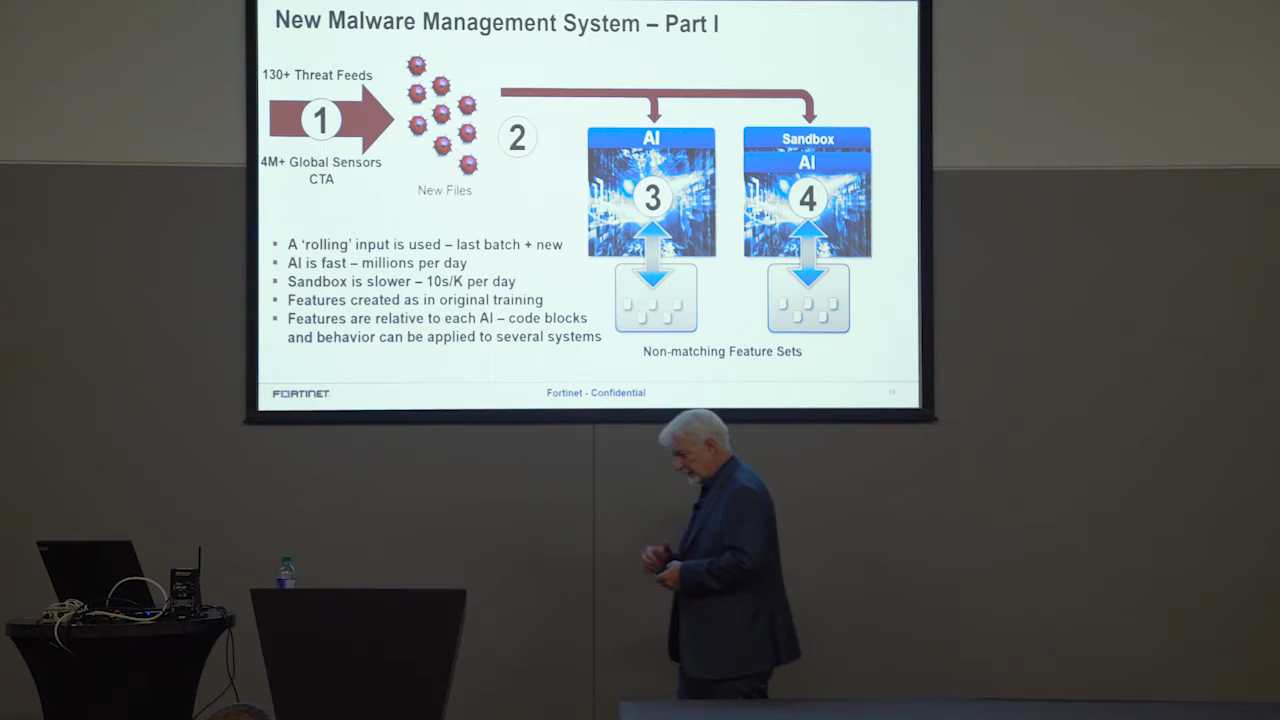 New Malware Management System – Part I
130+ Threat Feeds
1
4M+ Global Sensors
CTA
New Files
2
AI
3
Sandbox
AI
4
▪ A ‘rolling’ input is used – last batch + new
▪ AI is fast – millions per day
▪ Sandbox is slower – 10s/K per day
▪ Features created as in original training
▪ Features are relative to each AI – code blocks
and behavior can be applied to several systems
Non-matching Feature Sets
FORTINET
Fortinet - Confidential